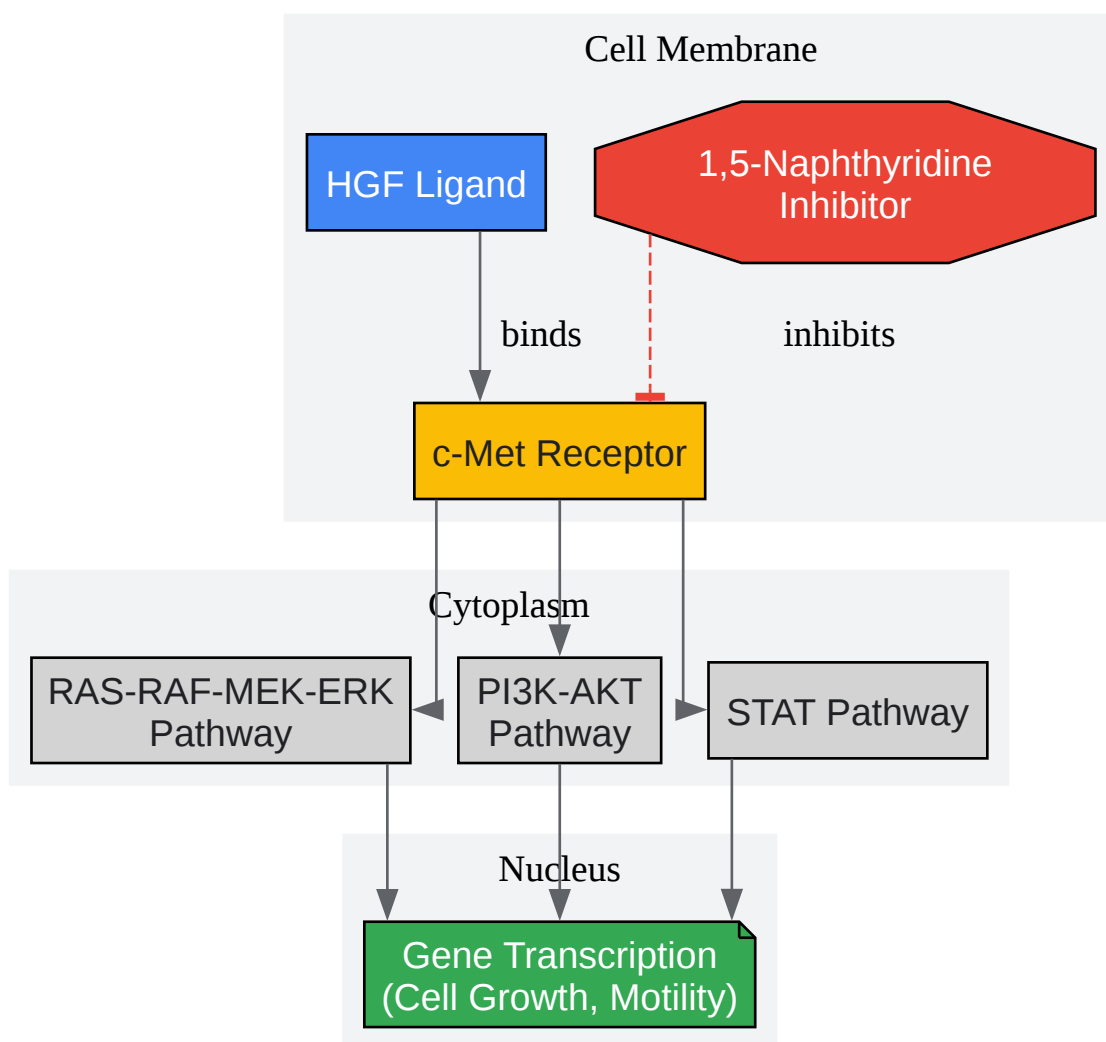 Cell Membrane
HGF Ligand
1,5-Naphthyridine
Inhibitor
binds
inhibits
c-Met Receptor
Cytoplasm
RAS-RAF-MEK-ERK
Pathway
PI3K-AKT
Pathway
STAT Pathway
Nucleus
Gene Transcription
(Cell Growth, Motility)